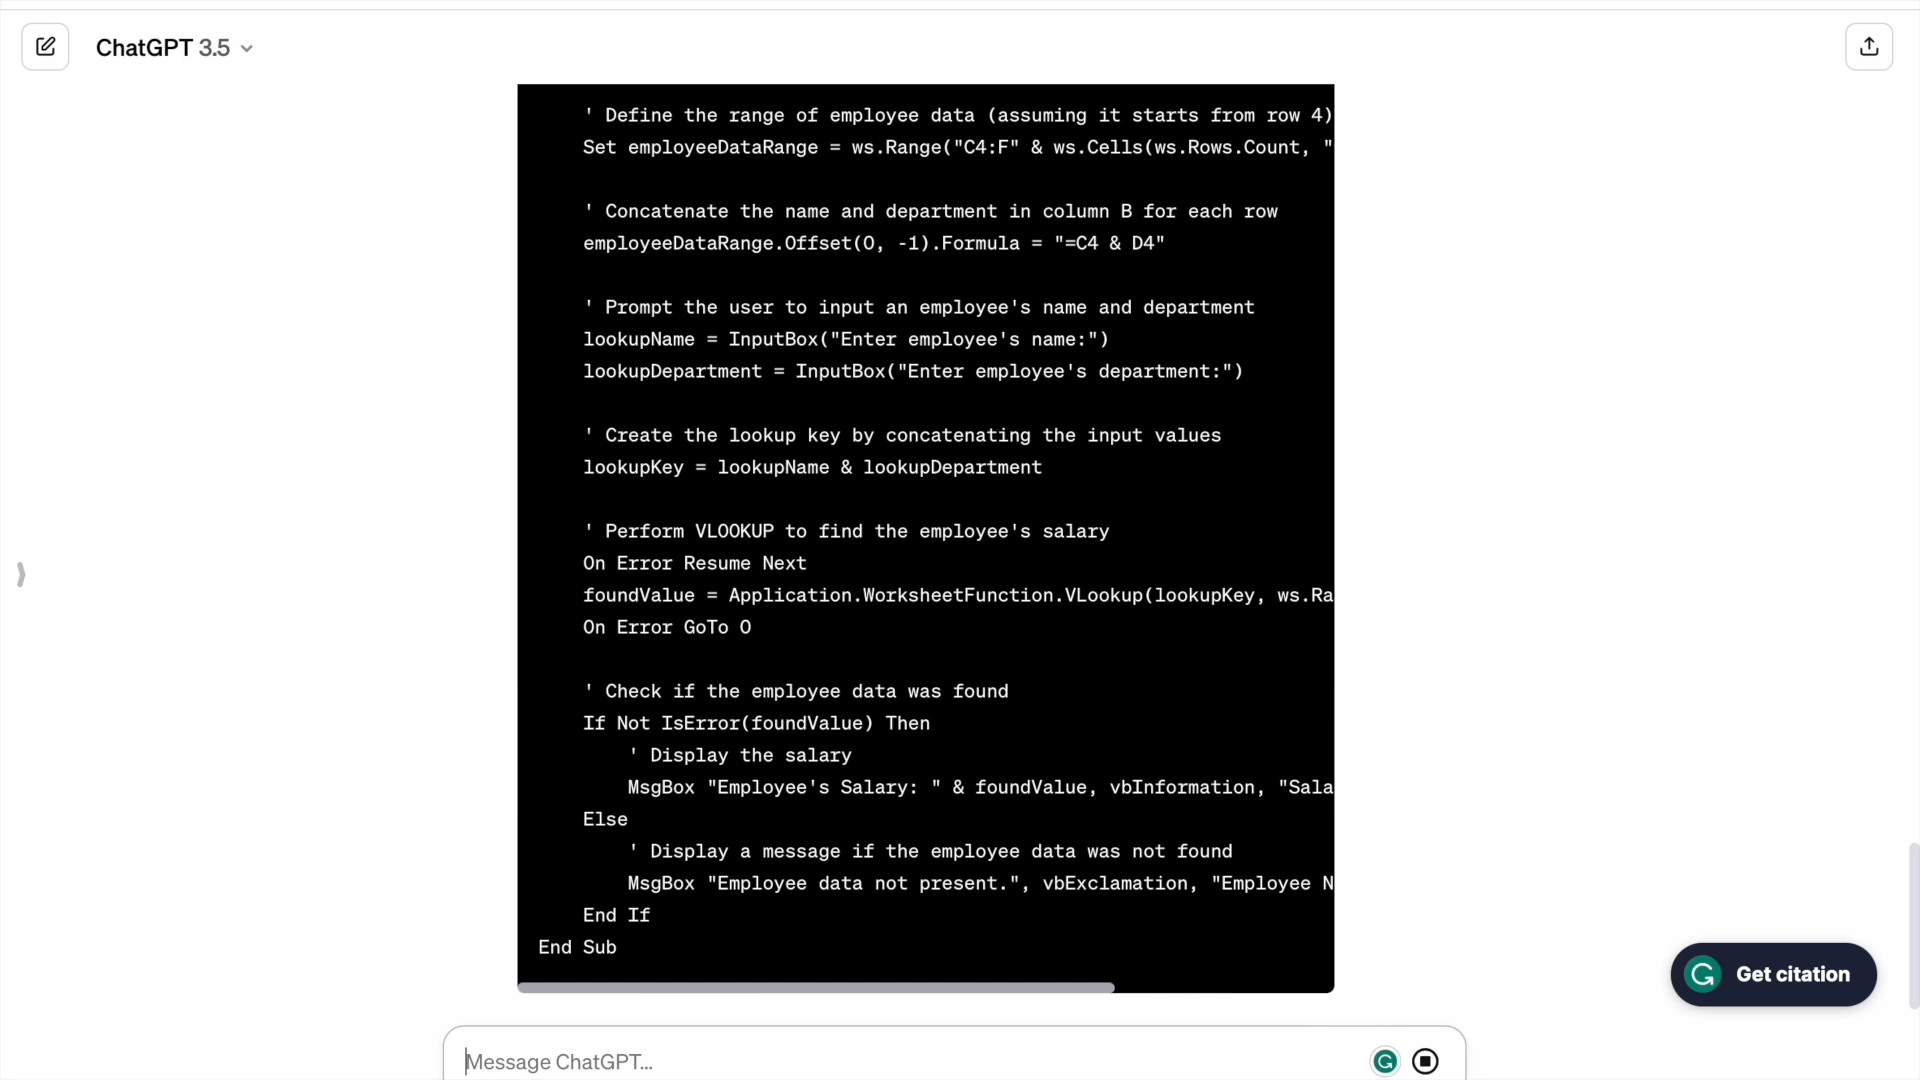 ChatGPT 3.5
' Define the range of employee data (assuming it starts from row 4)
Set employeeDataRange = ws.Range("C4:F" & ws.Cells(ws.Rows.Count, "
' Concatenate the name and department in column B for each row
employeeDataRange.Offset(0, -1).Formula = "=C4 & D4"
' Prompt the user to input an employee's name and department
lookupName = InputBox("Enter employee's name:")
lookupDepartment = InputBox("Enter employee's department:")
' Create the lookup key by concatenating the input values
lookupKey = lookupName & lookupDepartment
' Perform VLOOKUP to find the employee's salary
On Error Resume Next
foundValue = Application.WorksheetFunction.VLookup(lookupKey, ws.Ra
On Error GoTo 0
' Check if the employee data was found
If Not IsError(foundValue) Then
' Display the salary
MsgBox "Employee's Salary: " & foundValue, vbInformation, "Sala
Else
' Display a message if the employee data was not found
MsgBox "Employee data not present.", vbExclamation, "Employee N
End If
End Sub
Get citation
Message ChatGPT...